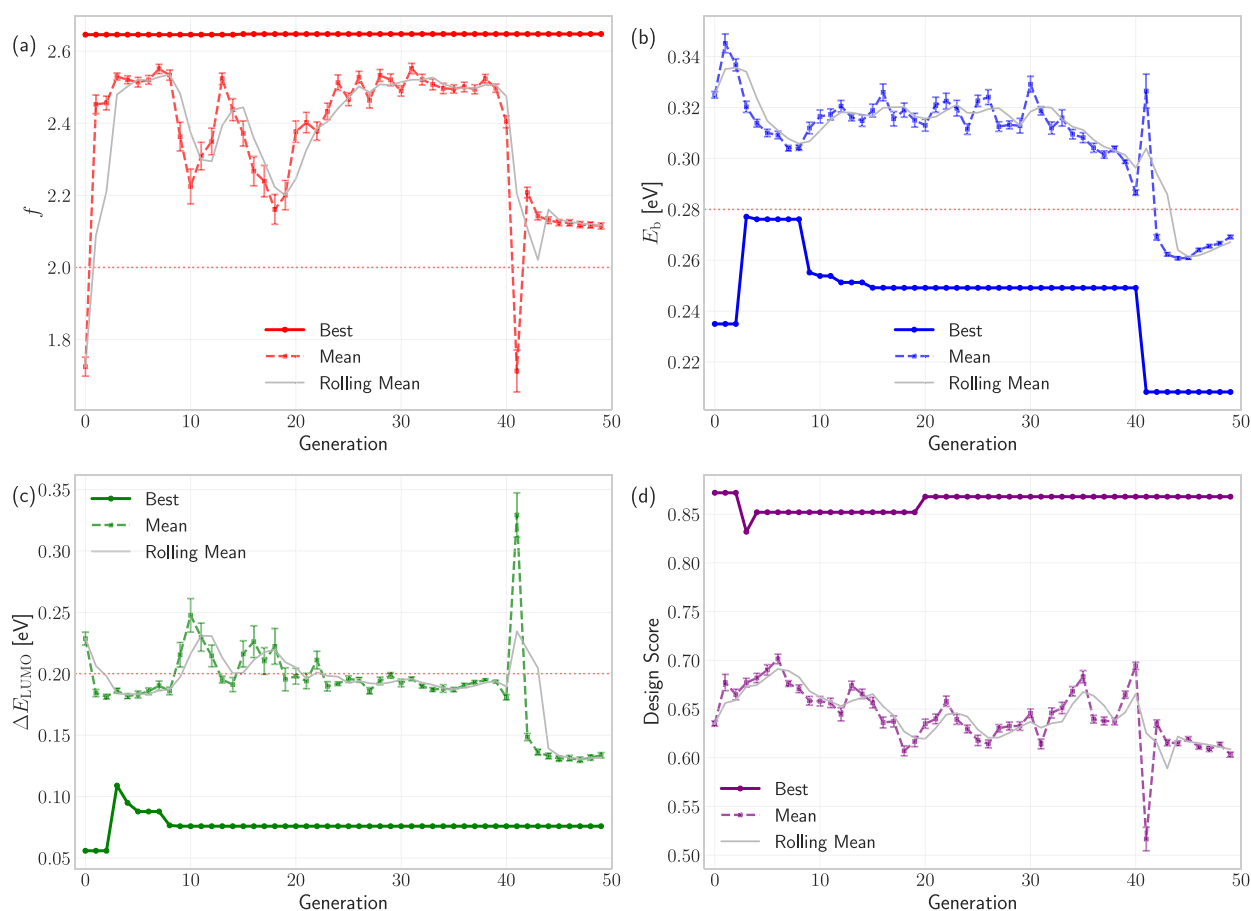 (a)
2.6
2.4
2.2
2.0
1.8
f
Best
Mean
Rolling Mean
0 10 20 30 40 50
Generation
(b)
0.34
0.32
0.30
0.28
0.26
0.24
0.22
E_b [eV]
Best
Mean
Rolling Mean
0 10 20 30 40 50
Generation
(c)
0.35
0.30
0.25
0.20
0.15
0.10
0.05
ΔE_LUMO [eV]
Best
Mean
Rolling Mean
0 10 20 30 40 50
Generation
(d)
0.85
0.80
0.75
0.70
0.65
0.60
0.55
0.50
Design Score
Best
Mean
Rolling Mean
0 10 20 30 40 50
Generation